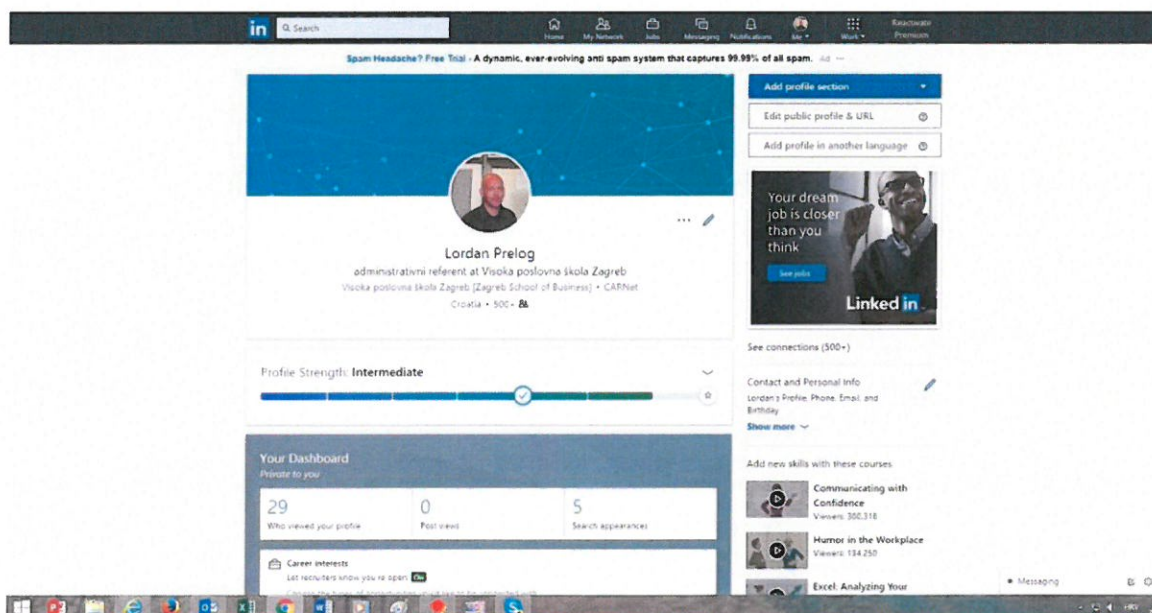 in Search
Home My Network Jobs Messaging Notifications Me Work Reactivate
Premium
Spam Headache? Free Trial - A dynamic, ever-evolving anti spam system that captures 99.99% of all spam. Ad ...
Add profile section
Edit public profile & URL
Add profile in another language
Your dream
job is closer
than you
think
See jobs
Linked in
Lordan Prelog
administrativni referent at Visoka poslovna škola Zagreb
Visoka poslovna škola Zagreb [Zagreb School of Business] • CARNet
Croatia • 500+
See connections (500+)
Profile Strength: Intermediate
Contact and Personal Info
Lordan's Profile, Phone, Email, and
Birthday
Show more
Your Dashboard
Private to you
29
Who viewed your profile
0
Post views
5
Search appearances
Career interests
Let recruiters know you're open On
Add new skills with these courses
Communicating with
Confidence
Viewers: 300,316
Humor in the Workplace
Viewers: 134,250
Excel: Analyzing Your
Messaging
HRV